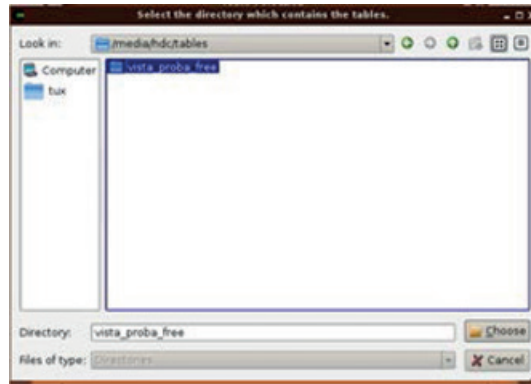 Select the directory which contains the tables.
Look in: /media/hdc/tables
Computer
tux
vista_proba_free
Directory: vista_proba_free
Choose
Files of type: Directories
Cancel